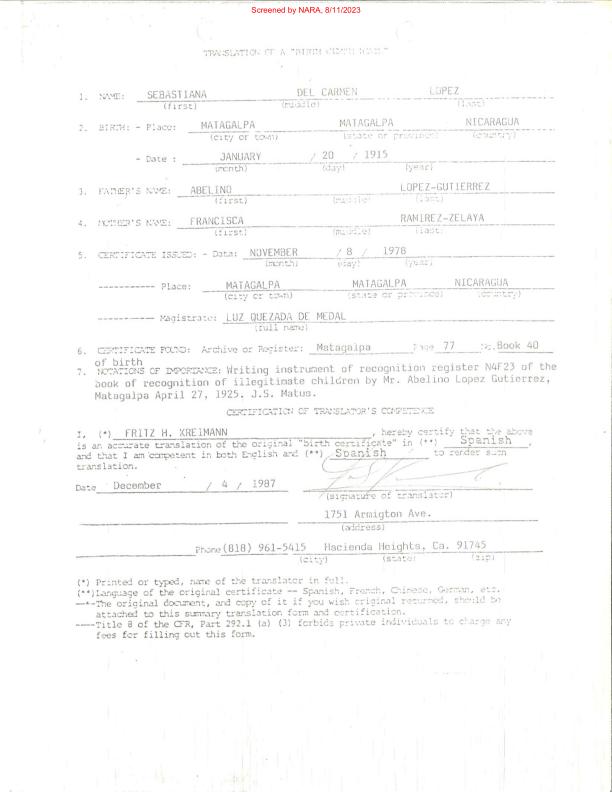 Screened by NARA, 8/11/2023
TRANSLATION OF A "BIRTH CERTIFICATE"
1. NAME: SEBASTIANA DEL CARMEN LOPEZ
(first) (middle) (last)
2. BIRTH: - Place: MATAGALPA MATAGALPA NICARAGUA
(city or town) (state or province) (country)
- Date : JANUARY / 20 / 1915
(month) (day) (year)
3. FATHER'S NAME: ABELINO LOPEZ-GUTIERREZ
(first) (middle) (last)
4. MOTHER'S NAME: FRANCISCA RAMIREZ-ZELAYA
(first) (middle) (last)
5. CERTIFICATE ISSUED: - Date: NOVEMBER / 8 / 1978
(month) (day) (year)
----------- Place: MATAGALPA MATAGALPA NICARAGUA
(city or town) (state or province) (country)
----------- Magistrate: LUZ QUEZADA DE MEDAL
(full name)
6. CERTIFICATE FOUND: Archive or Register: Matagalpa Page 77 No. Book 40
of birth
7. NOTATIONS OF IMPORTANCE: Writing instrument of recognition register N4F23 of the
book of recognition of illegitimate children by Mr. Abelino Lopez Gutierrez,
Matagalpa April 27, 1925. J.S. Matus.
CERTIFICATION OF TRANSLATOR'S COMPETENCE
I, (*) FRITZ H. KREIMANN, hereby certify that the above
is an accurate translation of the original "birth certificate" in (**) Spanish,
and that I am competent in both English and (**) Spanish to render such
translation.
Date December / 4 / 1987
(signature of translator)
1751 Armigton Ave.
(address)
Phone (818) 961-5415 Hacienda Heights, Ca. 91745
(city) (state) (zip)
(*) Printed or typed, name of the translator in full.
(**)Language of the original certificate -- Spanish, French, Chinese, German, etc.
----The original document, and copy of it if you wish original returned, should be
attached to this summary translation form and certification.
----Title 8 of the CFR, Part 292.1 (a) (3) forbids private individuals to charge any
fees for filling out this form.